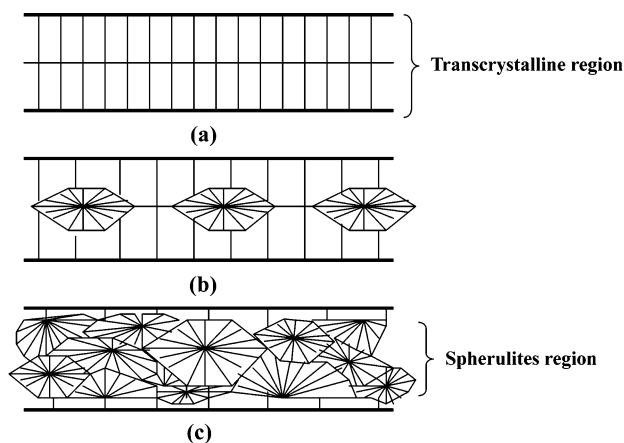 Transcrystalline region
(a)
(b)
Spherulites region
(c)